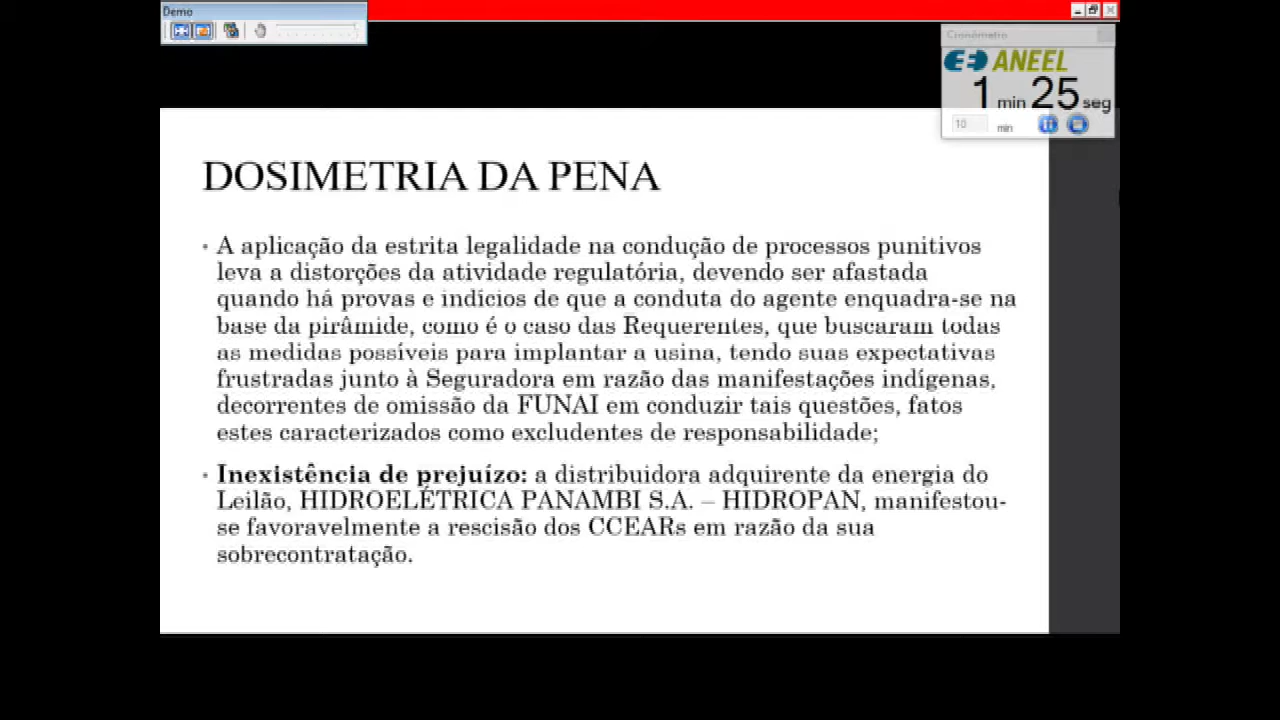 Demo
Cronômetro
ANEEL
1 min 25 seg
10 min
DOSIMETRIA DA PENA
• A aplicação da estrita legalidade na condução de processos punitivos
leva a distorções da atividade regulatória, devendo ser afastada
quando há provas e indícios de que a conduta do agente enquadra-se na
base da pirâmide, como é o caso das Requerentes, que buscaram todas
as medidas possíveis para implantar a usina, tendo suas expectativas
frustradas junto à Seguradora em razão das manifestações indígenas,
decorrentes de omissão da FUNAI em conduzir tais questões, fatos
estes caracterizados como excludentes de responsabilidade;
• Inexistência de prejuízo: a distribuidora adquirente da energia do
Leilão, HIDROELÉTRICA PANAMBI S.A. – HIDROPAN, manifestou-
se favoravelmente a rescisão dos CCEARs em razão da sua
sobrecontratação.